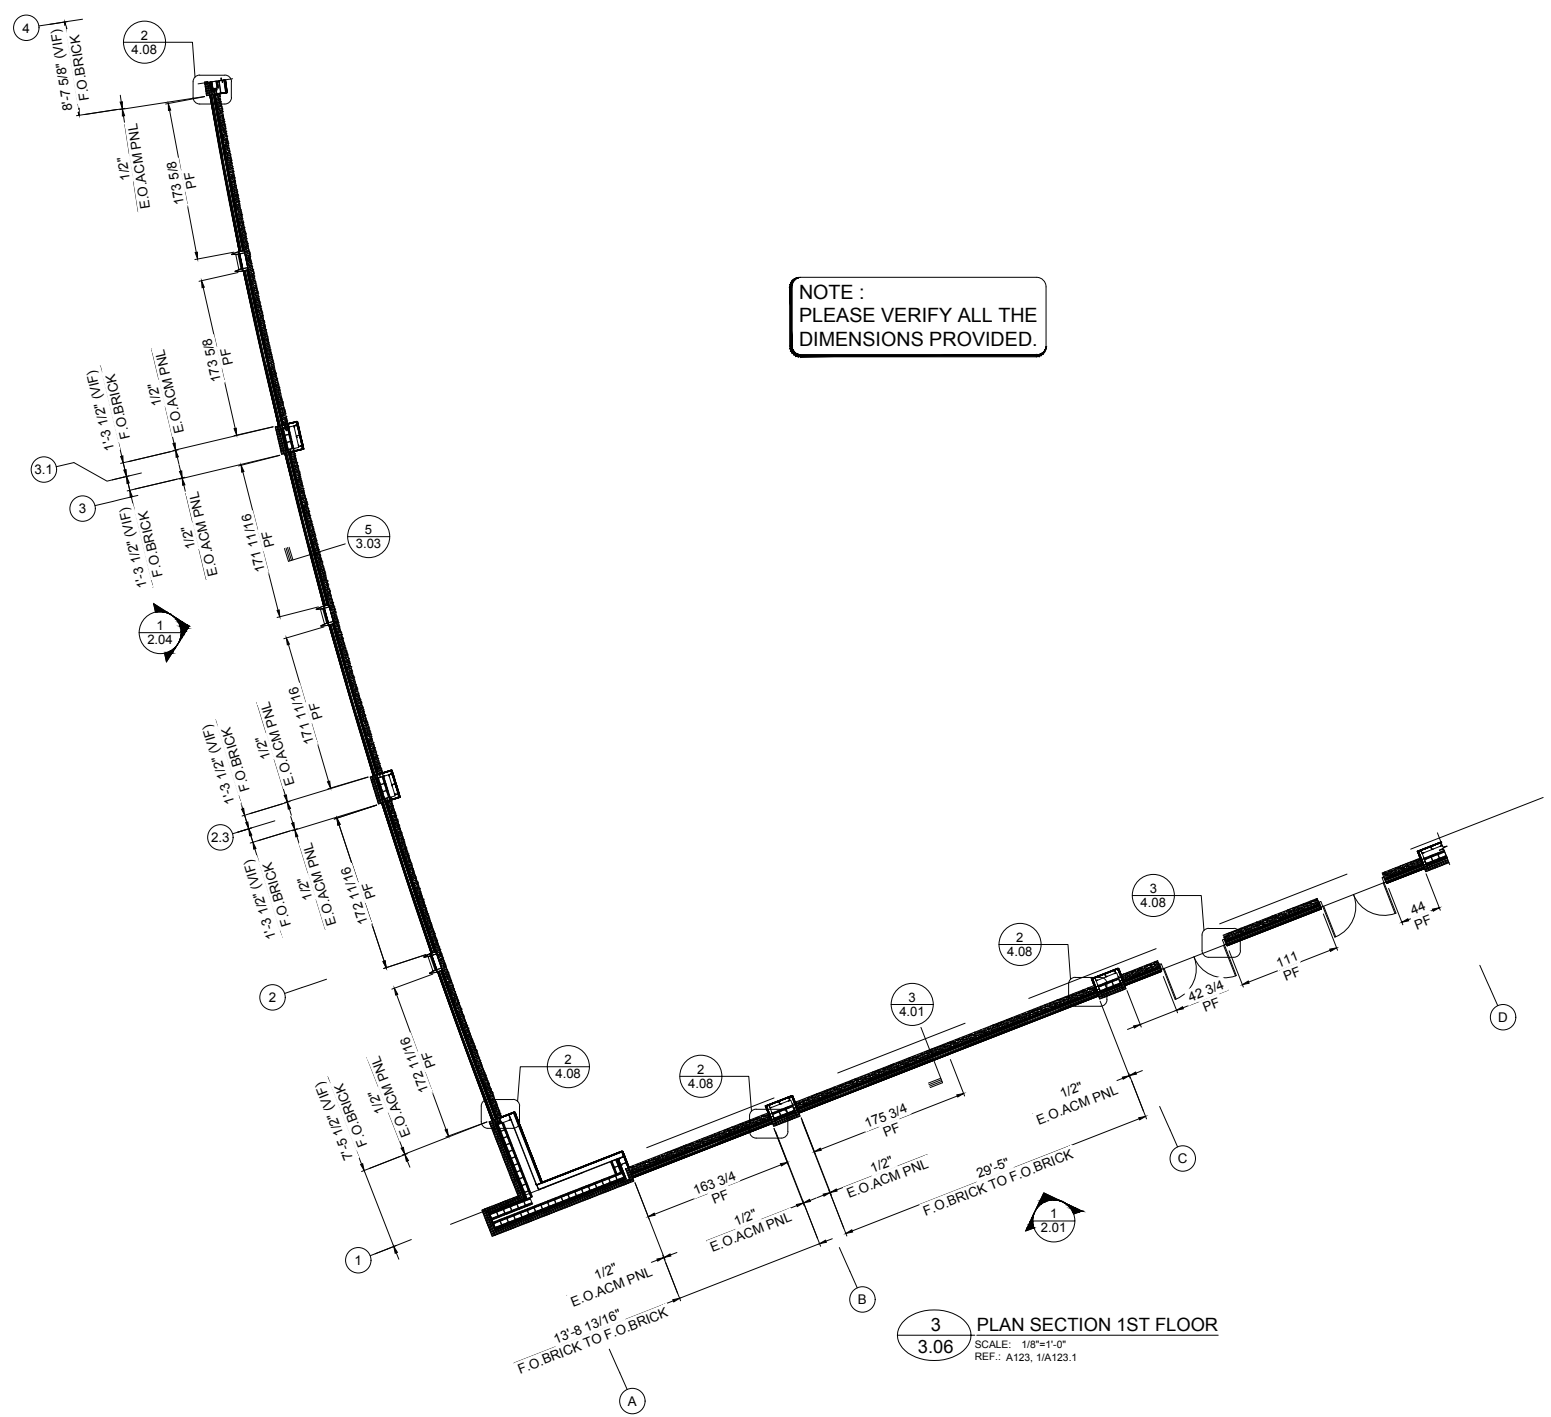 4
8'-7 5/8" (VIF)
F.O.BRICK
2
4.08
1/2"
E.O.ACM PNL
173 5/8
PF
173 5/8
PF
NOTE :
PLEASE VERIFY ALL THE
DIMENSIONS PROVIDED.
1'-3 1/2" (VIF)
F.O.BRICK
1/2"
E.O.ACM PNL
3.1
3
1'-3 1/2" (VIF)
F.O.BRICK
1/2"
E.O.ACM PNL
171 11/16
PF
5
3.03
1
2.04
171 11/16
PF
1'-3 1/2" (VIF)
F.O.BRICK
1/2"
E.O.ACM PNL
2.3
1'-3 1/2" (VIF)
F.O.BRICK
1/2"
E.O.ACM PNL
172 11/16
PF
2
172 11/16
PF
7'-5 1/2" (VIF)
F.O.BRICK
1/2"
E.O.ACM PNL
1
2
4.08
2
4.08
3
4.01
2
4.08
3
4.08
44
PF
111
PF
42 3/4
PF
D
175 3/4
PF
1/2"
E.O.ACM PNL
C
163 3/4
PF
1/2"
E.O.ACM PNL
29'-5"
F.O.BRICK TO F.O.BRICK
1
2.01
1/2"
E.O.ACM PNL
B
1/2"
E.O.ACM PNL
13'-8 13/16"
F.O.BRICK TO F.O.BRICK
A
3
3.06
PLAN SECTION 1ST FLOOR
SCALE: 1/8"=1'-0"
REF.: A123, 1/A123.1